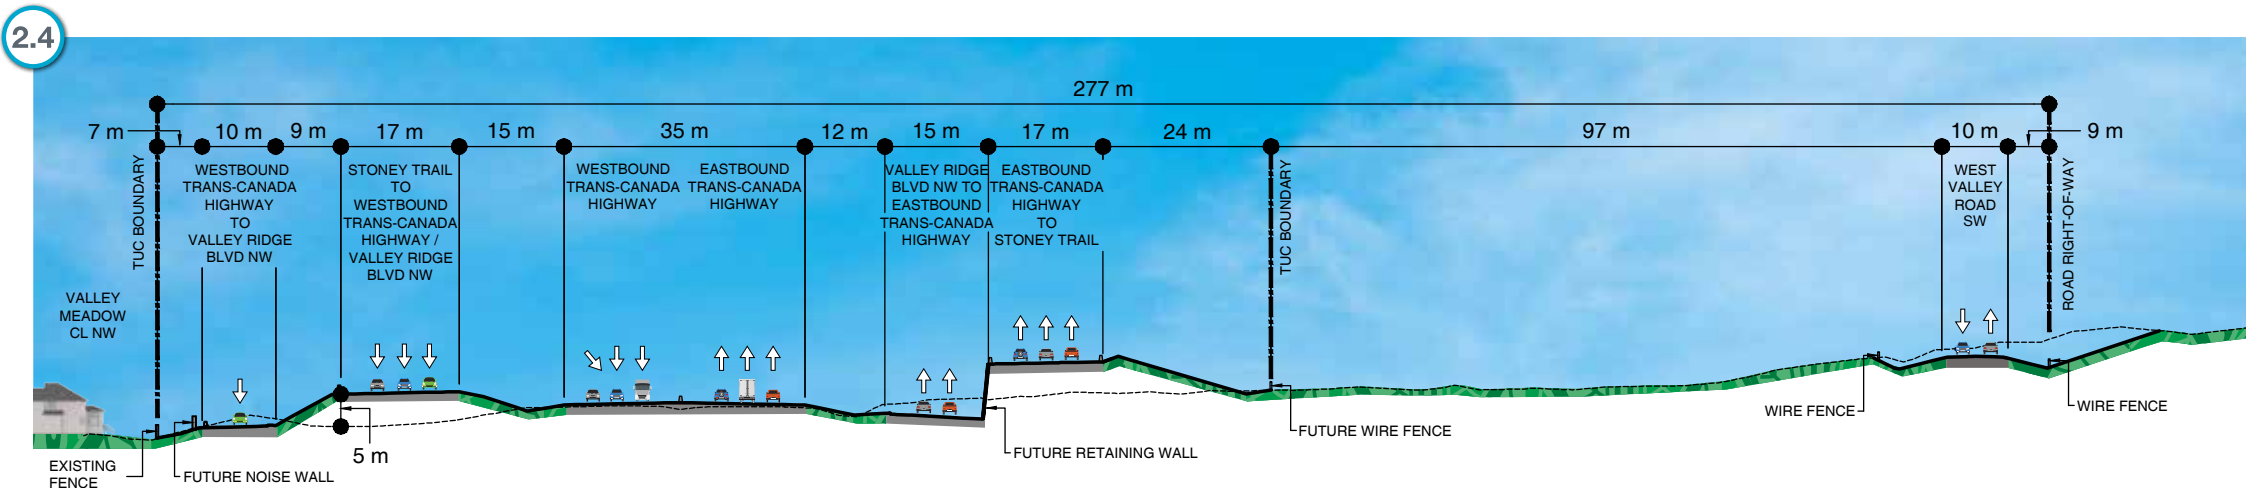 2.4
277 m
7 m
10 m
9 m
17 m
15 m
35 m
12 m
15 m
17 m
24 m
97 m
10 m
9 m
TUC BOUNDARY
WESTBOUND
TRANS-CANADA
HIGHWAY
TO
VALLEY RIDGE
BLVD NW
STONEY TRAIL
TO
WESTBOUND
TRANS-CANADA
HIGHWAY /
VALLEY RIDGE
BLVD NW
WESTBOUND
TRANS-CANADA
HIGHWAY
EASTBOUND
TRANS-CANADA
HIGHWAY
VALLEY RIDGE
BLVD NW TO
EASTBOUND
TRANS-CANADA
HIGHWAY
EASTBOUND
TRANS-CANADA
HIGHWAY
TO
STONEY TRAIL
TUC BOUNDARY
WEST
VALLEY
ROAD
SW
ROAD RIGHT-OF-WAY
VALLEY
MEADOW
CL NW
EXISTING
FENCE
FUTURE NOISE WALL
5 m
FUTURE RETAINING WALL
FUTURE WIRE FENCE
WIRE FENCE
WIRE FENCE